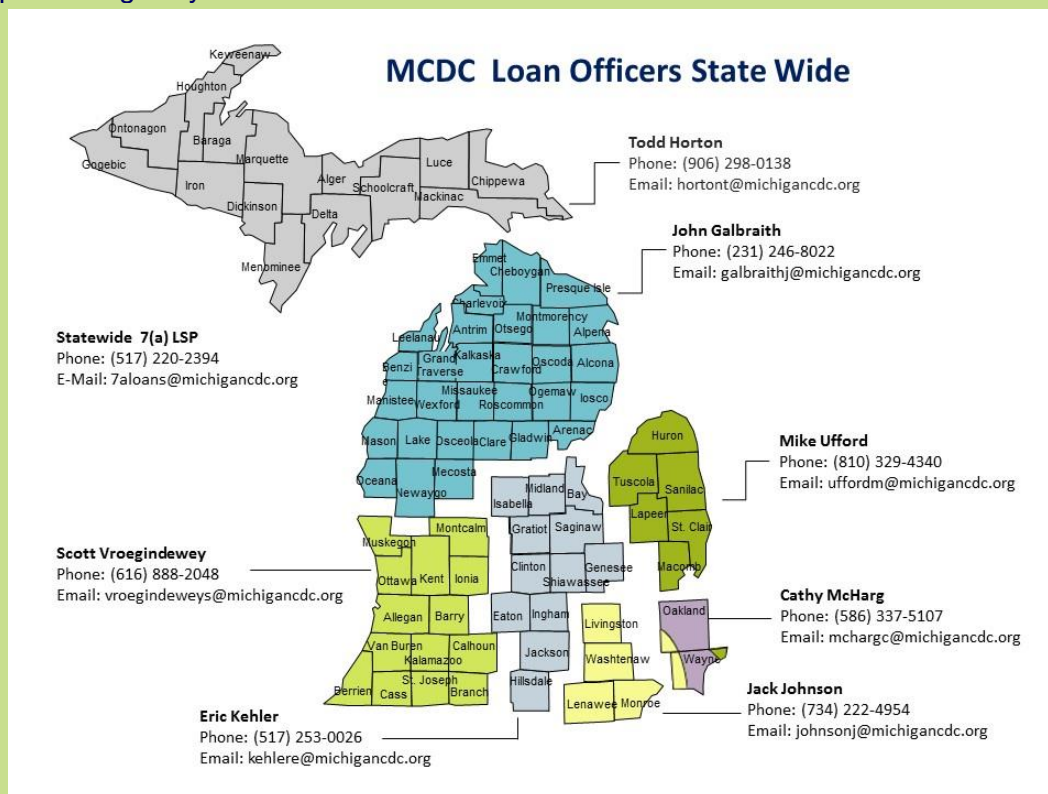 MCDC Loan Officers State Wide
Keweenaw
Houghton
Ontonagon
Baraga
Gogebic
Marquette
Iron
Alger
Luce
Schoolcraft
Chippewa
Mackinac
Dickinson
Delta
Menominee
Todd Horton
Phone: (906) 298-0138
Email: hortont@michigancdc.org
John Galbraith
Phone: (231) 246-8022
Email: galbraithj@michigancdc.org
Emmet
Cheboygan
Presque Isle
Charlevoix
Montmorency
Antrim
Otsego
Alpena
Leelanau
Benzi
e
Grand
Traverse
Kalkaska
Crawford
Oscoda
Alcona
Manistee
Wexford
Missaukee
Roscommon
Ogemaw
Iosco
Mason
Lake
Osceola
Clare
Gladwin
Arenac
Oceana
Newaygo
Mecosta
Statewide 7(a) LSP
Phone: (517) 220-2394
E-Mail: 7aloans@michigancdc.org
Huron
Tuscola
Sanilac
Lapeer
St. Clair
Macomb
Mike Ufford
Phone: (810) 329-4340
Email: uffordm@michigancdc.org
Isabella
Midland
Bay
Gratiot
Saginaw
Clinton
Shiawassee
Genesee
Eaton
Ingham
Jackson
Hillsdale
Scott Vroegindewey
Phone: (616) 888-2048
Email: vroegindeweys@michigancdc.org
Muskegon
Montcalm
Ottawa
Kent
Ionia
Allegan
Barry
Van Buren
Kalamazoo
Calhoun
Berrien
Cass
St. Joseph
Branch
Livingston
Washtenaw
Lenawee
Monroe
Oakland
Wayne
Cathy McHarg
Phone: (586) 337-5107
Email: mchargc@michigancdc.org
Jack Johnson
Phone: (734) 222-4954
Email: johnsonj@michigancdc.org
Eric Kehler
Phone: (517) 253-0026
Email: kehlere@michigancdc.org